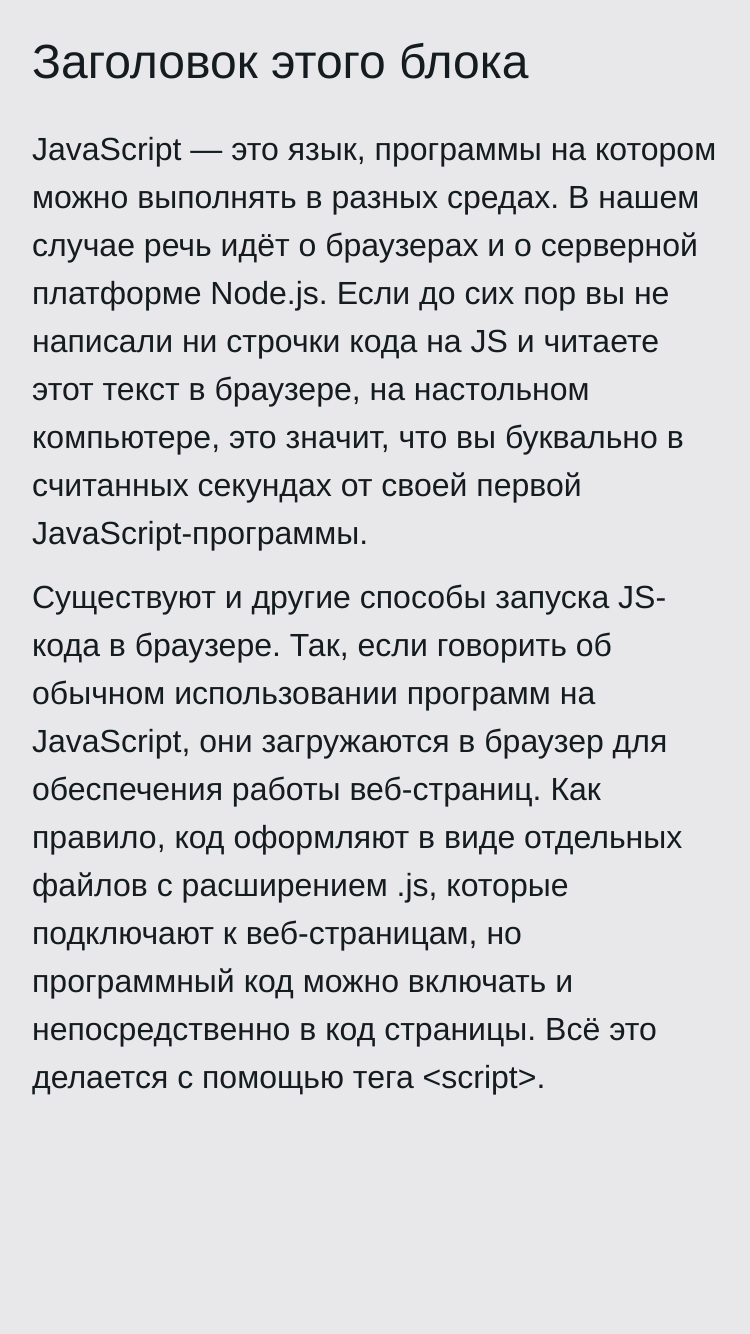 Заголовок этого блока
JavaScript — это язык, программы на котором
можно выполнять в разных средах. В нашем
случае речь идёт о браузерах и о серверной
платформе Node.js. Если до сих пор вы не
написали ни строчки кода на JS и читаете
этот текст в браузере, на настольном
компьютере, это значит, что вы буквально в
считанных секундах от своей первой
JavaScript-программы.
Существуют и другие способы запуска JS-
кода в браузере. Так, если говорить об
обычном использовании программ на
JavaScript, они загружаются в браузер для
обеспечения работы веб-страниц. Как
правило, код оформляют в виде отдельных
файлов с расширением .js, которые
подключают к веб-страницам, но
программный код можно включать и
непосредственно в код страницы. Всё это
делается с помощью тега <script>.